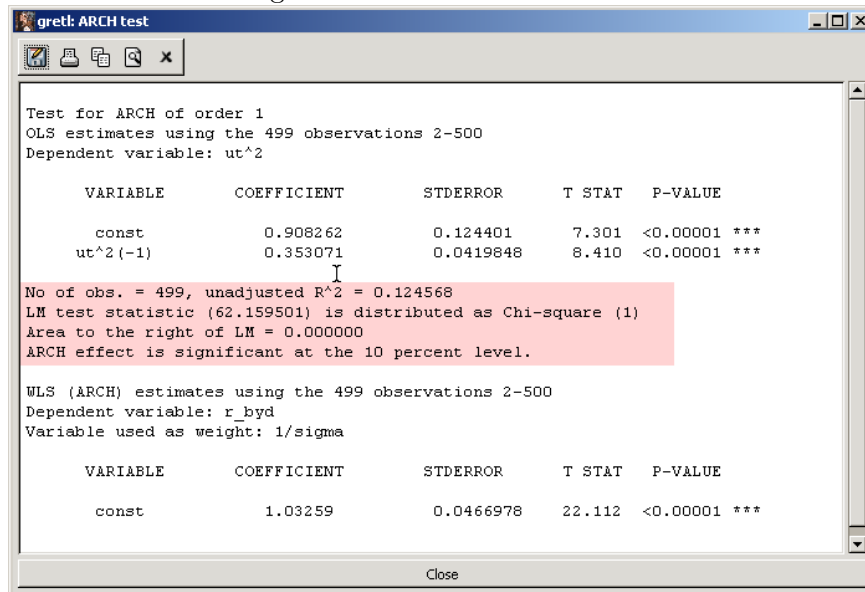 gretl: ARCH test
Test for ARCH of order 1
OLS estimates using the 499 observations 2-500
Dependent variable: ut^2
VARIABLE COEFFICIENT STDERROR T STAT P-VALUE
const 0.908262 0.124401 7.301 <0.00001 ***
ut^2(-1) 0.353071 0.0419848 8.410 <0.00001 ***
No of obs. = 499, unadjusted R^2 = 0.124568
LM test statistic (62.159501) is distributed as Chi-square (1)
Area to the right of LM = 0.000000
ARCH effect is significant at the 10 percent level.
WLS (ARCH) estimates using the 499 observations 2-500
Dependent variable: r_byd
Variable used as weight: 1/sigma
VARIABLE COEFFICIENT STDERROR T STAT P-VALUE
const 1.03259 0.0466978 22.112 <0.00001 ***
Close